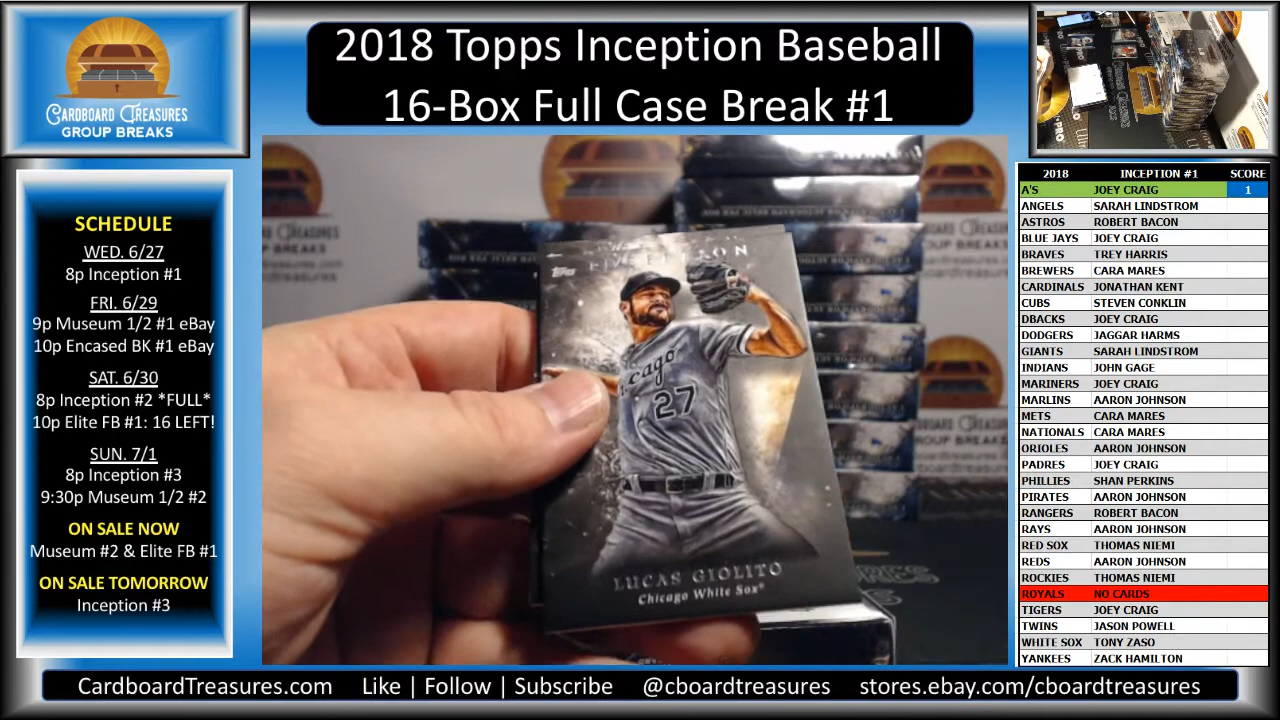 CARDBOARD TREASURES
GROUP BREAKS
2018 Topps Inception Baseball
16-Box Full Case Break #1
SCHEDULE
WED. 6/27
8p Inception #1
FRI. 6/29
9p Museum 1/2 #1 eBay
10p Encased BK #1 eBay
SAT. 6/30
8p Inception #2 *FULL*
10p Elite FB #1: 16 LEFT!
SUN. 7/1
8p Inception #3
9:30p Museum 1/2 #2
ON SALE NOW
Museum #2 & Elite FB #1
ON SALE TOMORROW
Inception #3
Topps
Chicago
27
LUCAS GIOLITO
Chicago White Sox
2018 INCEPTION #1 SCORE
A'S JOEY CRAIG 1
ANGELS SARAH LINDSTROM
ASTROS ROBERT BACON
BLUE JAYS JOEY CRAIG
BRAVES TREY HARRIS
BREWERS CARA MARES
CARDINALS JONATHAN KENT
CUBS STEVEN CONKLIN
DBACKS JOEY CRAIG
DODGERS JAGGAR HARMS
GIANTS SARAH LINDSTROM
INDIANS JOHN GAGE
MARINERS JOEY CRAIG
MARLINS AARON JOHNSON
METS CARA MARES
NATIONALS CARA MARES
ORIOLES AARON JOHNSON
PADRES JOEY CRAIG
PHILLIES SHAN PERKINS
PIRATES AARON JOHNSON
RANGERS ROBERT BACON
RAYS AARON JOHNSON
RED SOX THOMAS NIEMI
REDS AARON JOHNSON
ROCKIES THOMAS NIEMI
ROYALS NO CARDS
TIGERS JOEY CRAIG
TWINS JASON POWELL
WHITE SOX TONY ZASO
YANKEES ZACK HAMILTON
CardboardTreasures.com Like | Follow | Subscribe @cboardtreasures stores.ebay.com/cboardtreasures